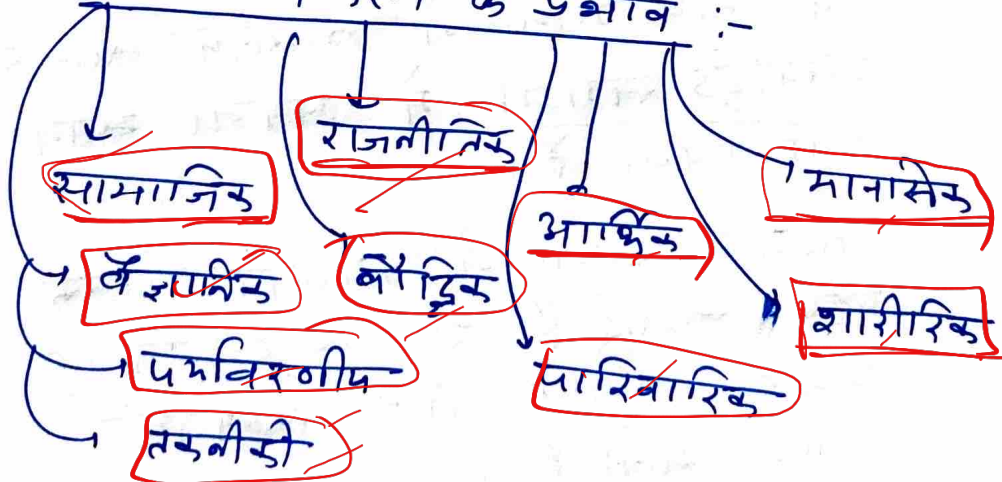 के प्रभाव :-
राजनीतिक
सामाजिक
मानसिक
आर्थिक
वैज्ञानिक
बौद्धिक
शारीरिक
पर्यावरणीय
पारिवारिक
तकनीकी